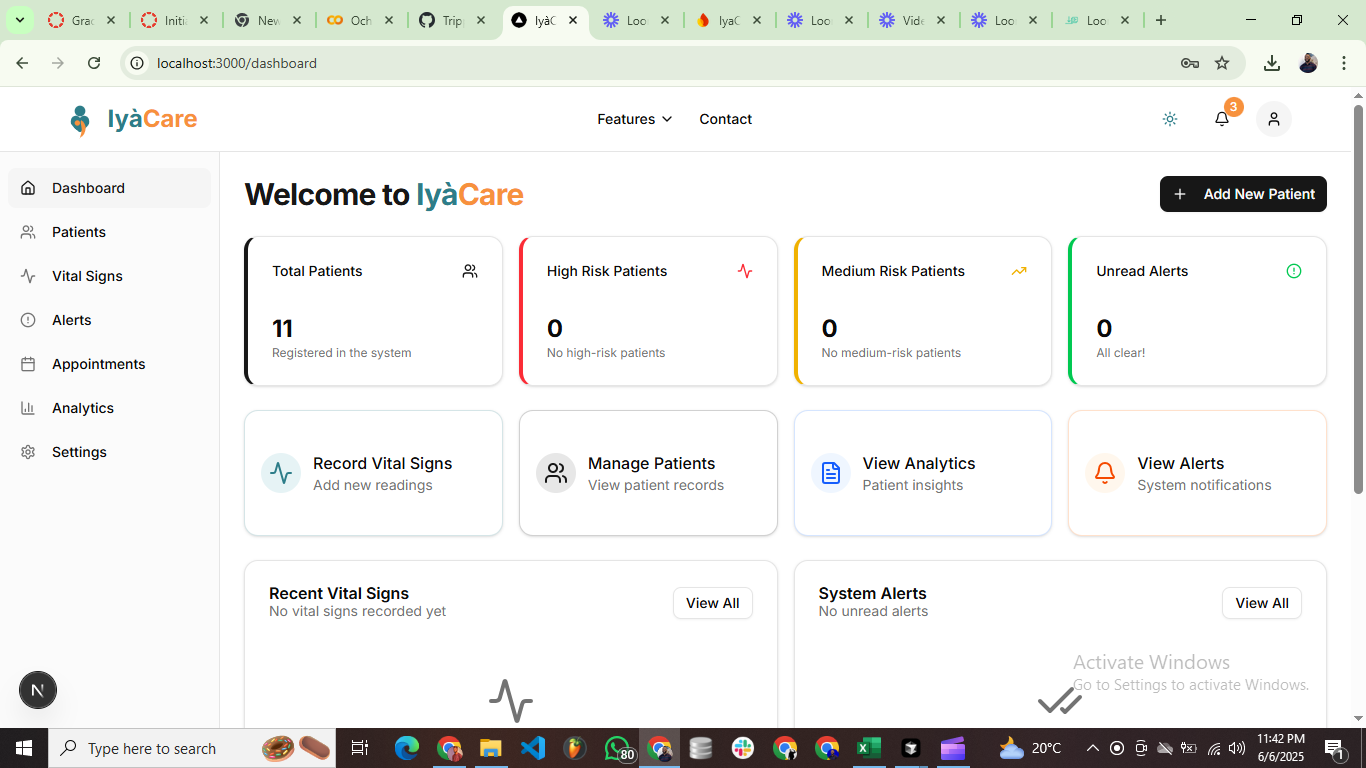 Grac
Initia
New
Och
Trip
IyàC
Loo
IyaC
Loo
Vide
Loo
Loo
localhost:3000/dashboard
IyàCare
Features
Contact
3
Dashboard
Patients
Vital Signs
Alerts
Appointments
Analytics
Settings
Welcome to IyàCare
+ Add New Patient
Total Patients
11
Registered in the system
High Risk Patients
0
No high-risk patients
Medium Risk Patients
0
No medium-risk patients
Unread Alerts
0
All clear!
Record Vital Signs
Add new readings
Manage Patients
View patient records
View Analytics
Patient insights
View Alerts
System notifications
Recent Vital Signs
No vital signs recorded yet
View All
System Alerts
No unread alerts
View All
Activate Windows
Go to Settings to activate Windows.
N
Type here to search
80
20°C
11:42 PM
6/6/2025
1